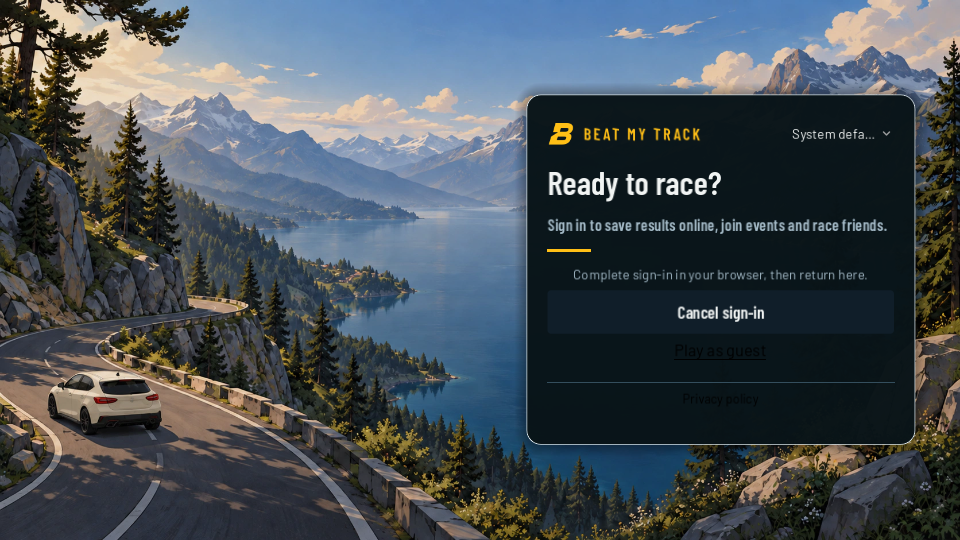 BEAT MY TRACK
System defa...
Ready to race?
Sign in to save results online, join events and race friends.
Complete sign-in in your browser, then return here.
Cancel sign-in
Play as guest
Privacy policy